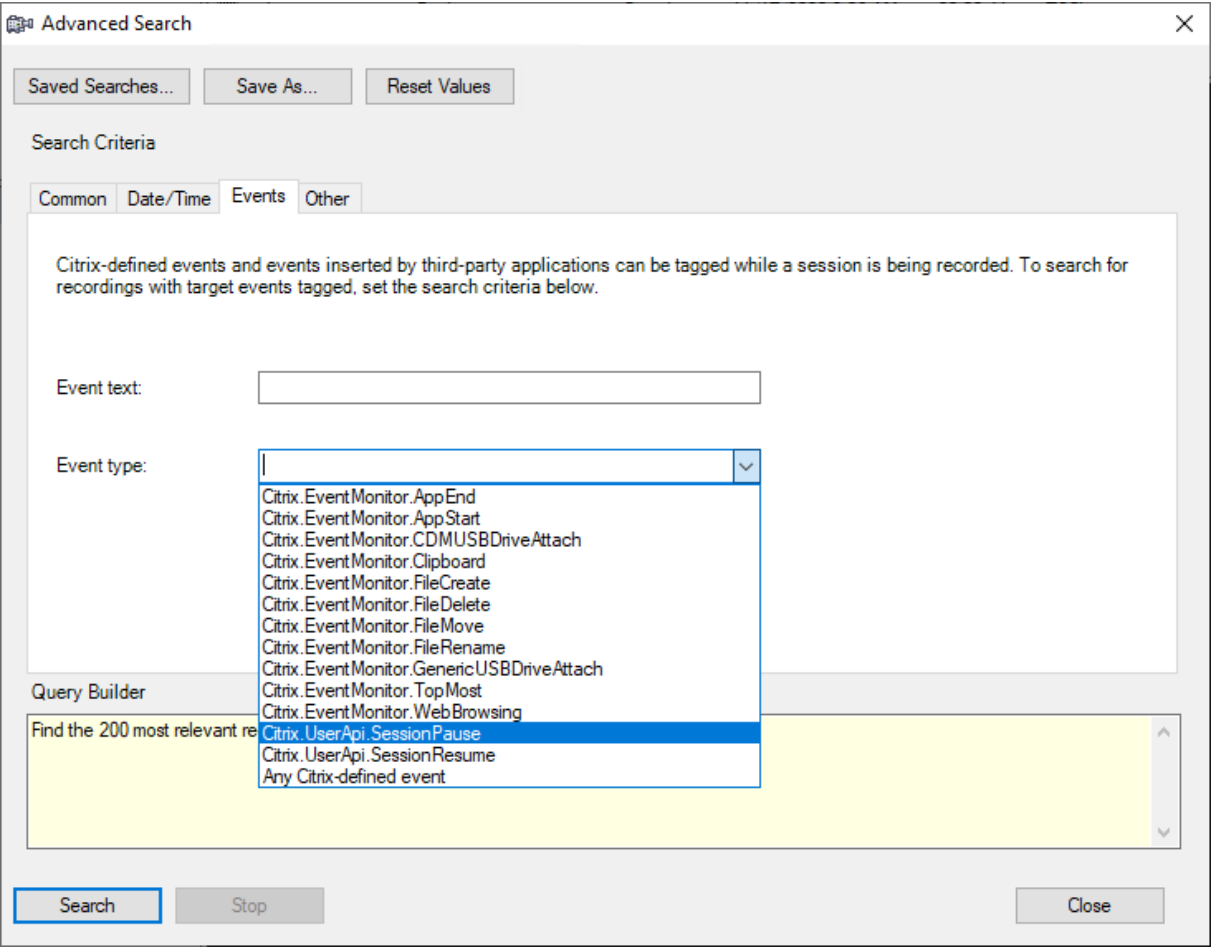 Advanced Search
Saved Searches...
Save As...
Reset Values
Search Criteria
Common
Date/Time
Events
Other
Citrix-defined events and events inserted by third-party applications can be tagged while a session is being recorded. To search for
recordings with target events tagged, set the search criteria below.
Event text:
Event type:
Citrix.EventMonitor.AppEnd
Citrix.EventMonitor.AppStart
Citrix.EventMonitor.CDMUSBDriveAttach
Citrix.EventMonitor.Clipboard
Citrix.EventMonitor.FileCreate
Citrix.EventMonitor.FileDelete
Citrix.EventMonitor.FileMove
Citrix.EventMonitor.FileRename
Citrix.EventMonitor.GenericUSBDriveAttach
Citrix.EventMonitor.TopMost
Citrix.EventMonitor.WebBrowsing
Citrix.UserApi.SessionPause
Citrix.UserApi.SessionResume
Any Citrix-defined event
Query Builder
Find the 200 most relevant re
Search
Stop
Close